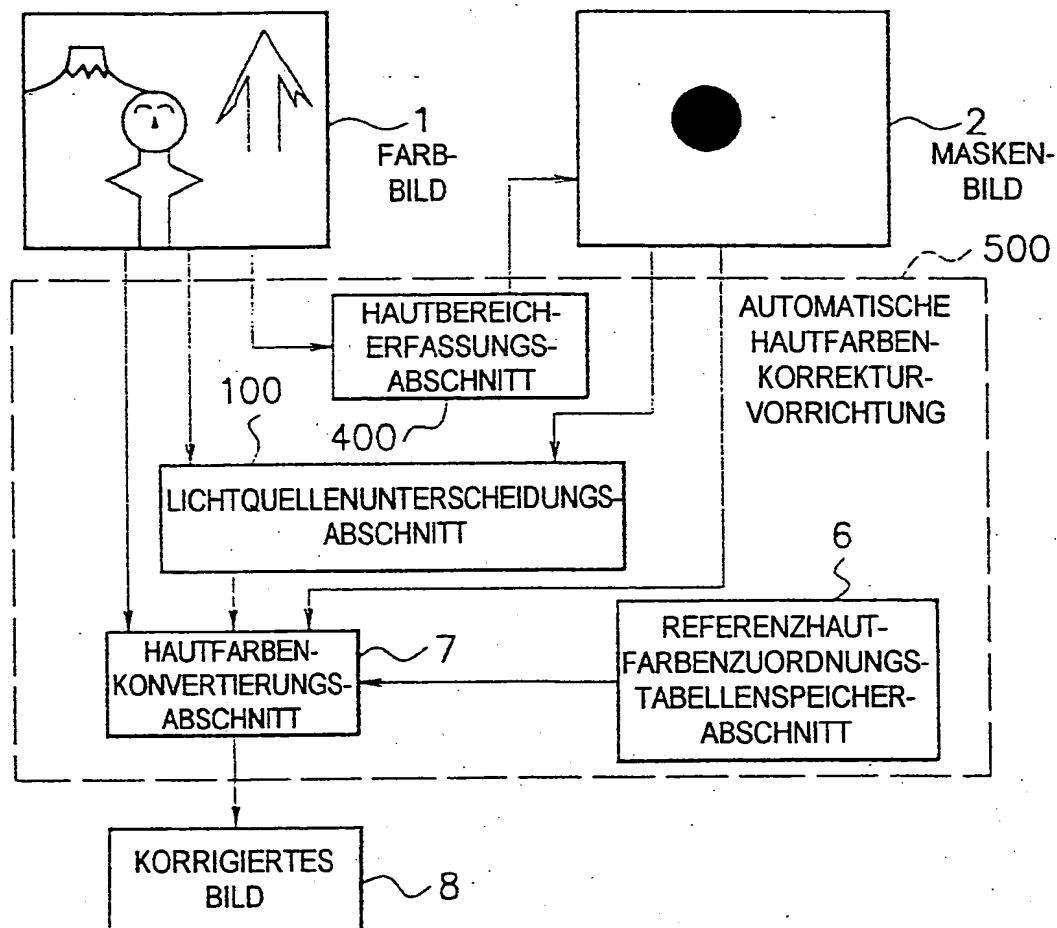 1
FARB-
BILD
2
MASKEN-
BILD
500
AUTOMATISCHE
HAUTFARBEN-
KORREKTUR-
VORRICHTUNG
HAUTBEREICH-
ERFASSUNGS-
ABSCHNITT
400
100
LICHTQUELLENUNTERSCHEIDUNGS-
ABSCHNITT
6
REFERENZHAUT-
FARBENZUORDNUNGS-
TABELLENSPEICHER-
ABSCHNITT
HAUTFARBEN-
KONVERTIERUNGS-
ABSCHNITT
7
KORRIGIERTES
BILD
8